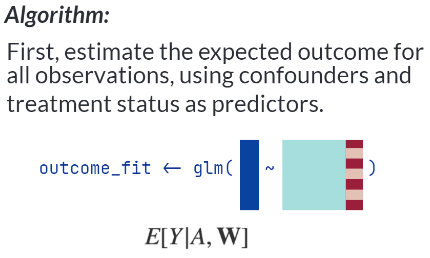 Algorithm:
First, estimate the expected outcome for
all observations, using confounders and
treatment status as predictors.
outcome_fit ← glm( ~ )
E[Y|A, W]